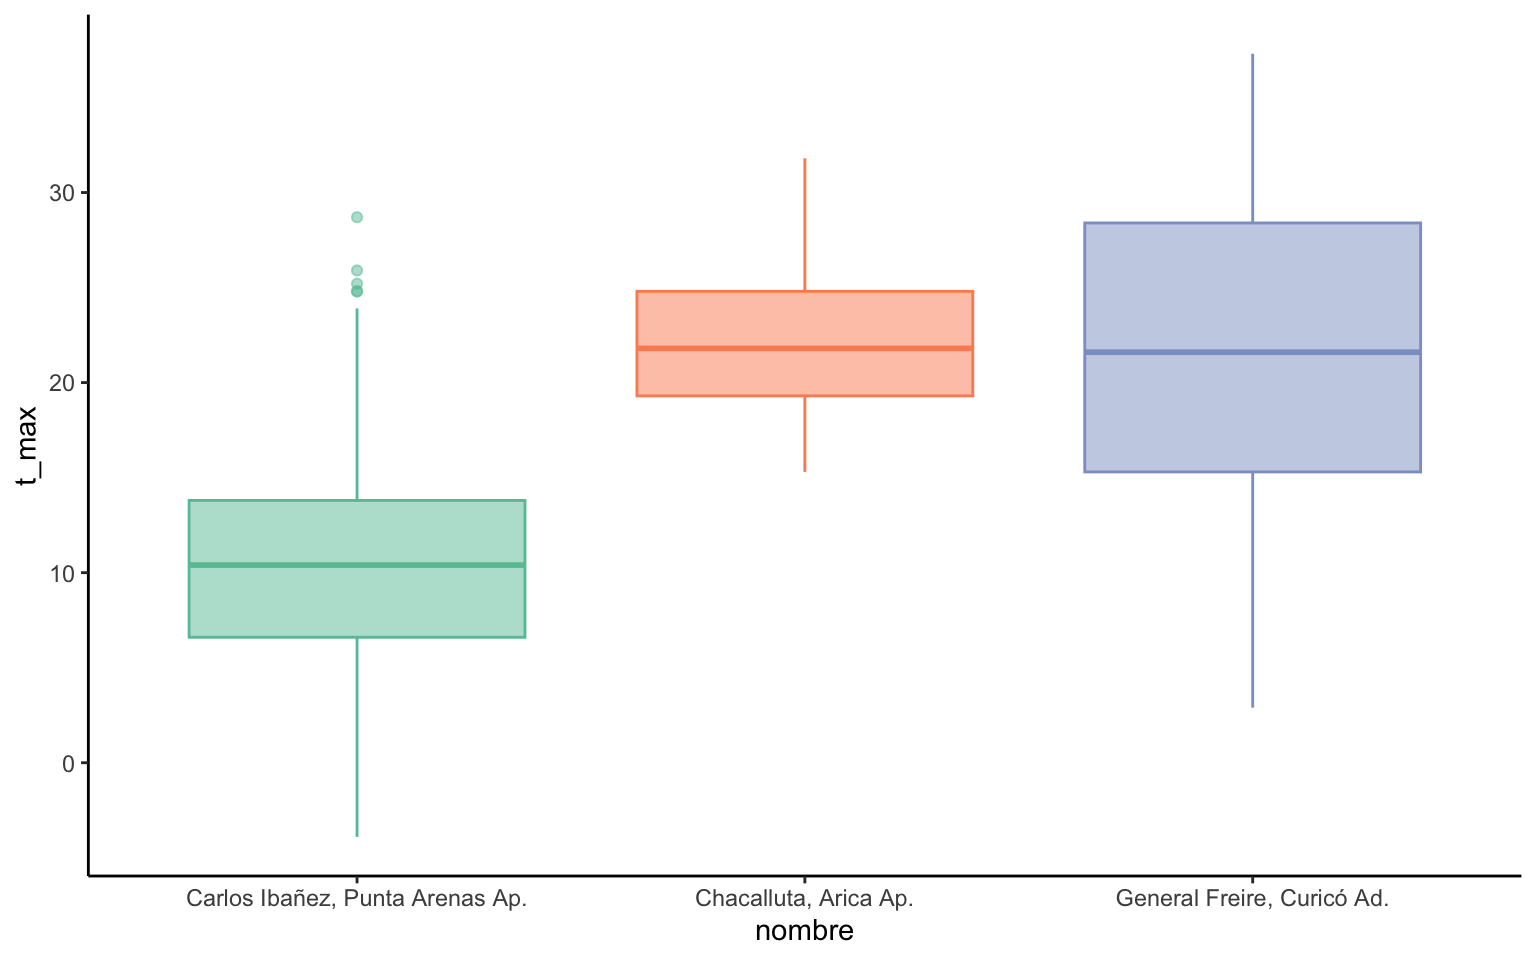 t_max
30
20
10
0
Carlos Ibañez, Punta Arenas Ap.
Chacalluta, Arica Ap.
General Freire, Curicó Ad.
nombre